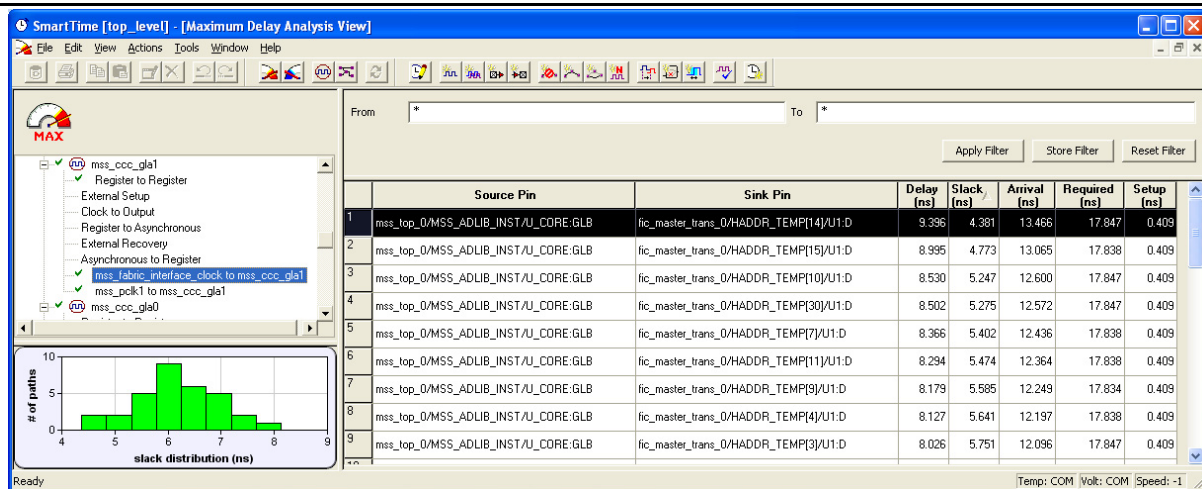 SmartTime [top_level] - [Maximum Delay Analysis View]
File Edit View Actions Tools Window Help
From * To *
Apply Filter Store Filter Reset Filter
MAX
mss_ccc_gla1
Register to Register
External Setup
Clock to Output
Register to Asynchronous
External Recovery
Asynchronous to Register
mss_fabric_interface_clock to mss_ccc_gla1
mss_pclk1 to mss_ccc_gla1
mss_ccc_gla0
Source Pin Sink Pin Delay (ns) Slack (ns) Arrival (ns) Required (ns) Setup (ns)
1 mss_top_0/MSS_ADLIB_INST/U_CORE:GLB fic_master_trans_0/HADDR_TEMP[14]/U1:D 9.396 4.381 13.466 17.847 0.409
2 mss_top_0/MSS_ADLIB_INST/U_CORE:GLB fic_master_trans_0/HADDR_TEMP[15]/U1:D 8.995 4.773 13.065 17.838 0.409
3 mss_top_0/MSS_ADLIB_INST/U_CORE:GLB fic_master_trans_0/HADDR_TEMP[10]/U1:D 8.530 5.247 12.600 17.847 0.409
4 mss_top_0/MSS_ADLIB_INST/U_CORE:GLB fic_master_trans_0/HADDR_TEMP[30]/U1:D 8.502 5.275 12.572 17.847 0.409
5 mss_top_0/MSS_ADLIB_INST/U_CORE:GLB fic_master_trans_0/HADDR_TEMP[7]/U1:D 8.366 5.402 12.436 17.838 0.409
6 mss_top_0/MSS_ADLIB_INST/U_CORE:GLB fic_master_trans_0/HADDR_TEMP[11]/U1:D 8.294 5.474 12.364 17.838 0.409
7 mss_top_0/MSS_ADLIB_INST/U_CORE:GLB fic_master_trans_0/HADDR_TEMP[9]/U1:D 8.179 5.585 12.249 17.834 0.409
8 mss_top_0/MSS_ADLIB_INST/U_CORE:GLB fic_master_trans_0/HADDR_TEMP[4]/U1:D 8.127 5.641 12.197 17.838 0.409
9 mss_top_0/MSS_ADLIB_INST/U_CORE:GLB fic_master_trans_0/HADDR_TEMP[3]/U1:D 8.026 5.751 12.096 17.847 0.409
# of paths
10
5
0
4 5 6 7 8 9
slack distribution (ns)
Ready Temp: COM Volt: COM Speed: -1